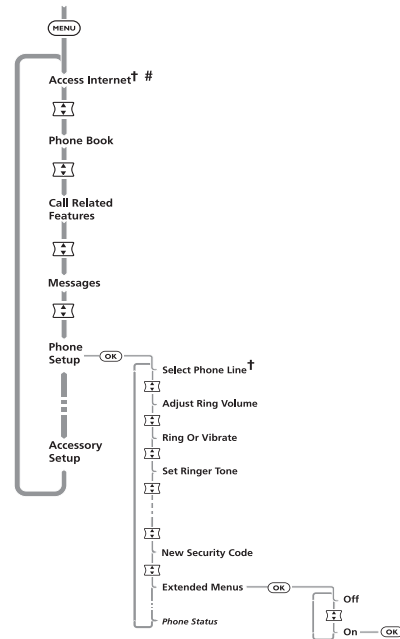 MENU
Access Internet† #
Phone Book
Call Related
Features
Messages
Phone
Setup
OK
Select Phone Line†
Adjust Ring Volume
Ring Or Vibrate
Set Ringer Tone
Accessory
Setup
New Security Code
Extended Menus
OK
Off
Phone Status
On
OK